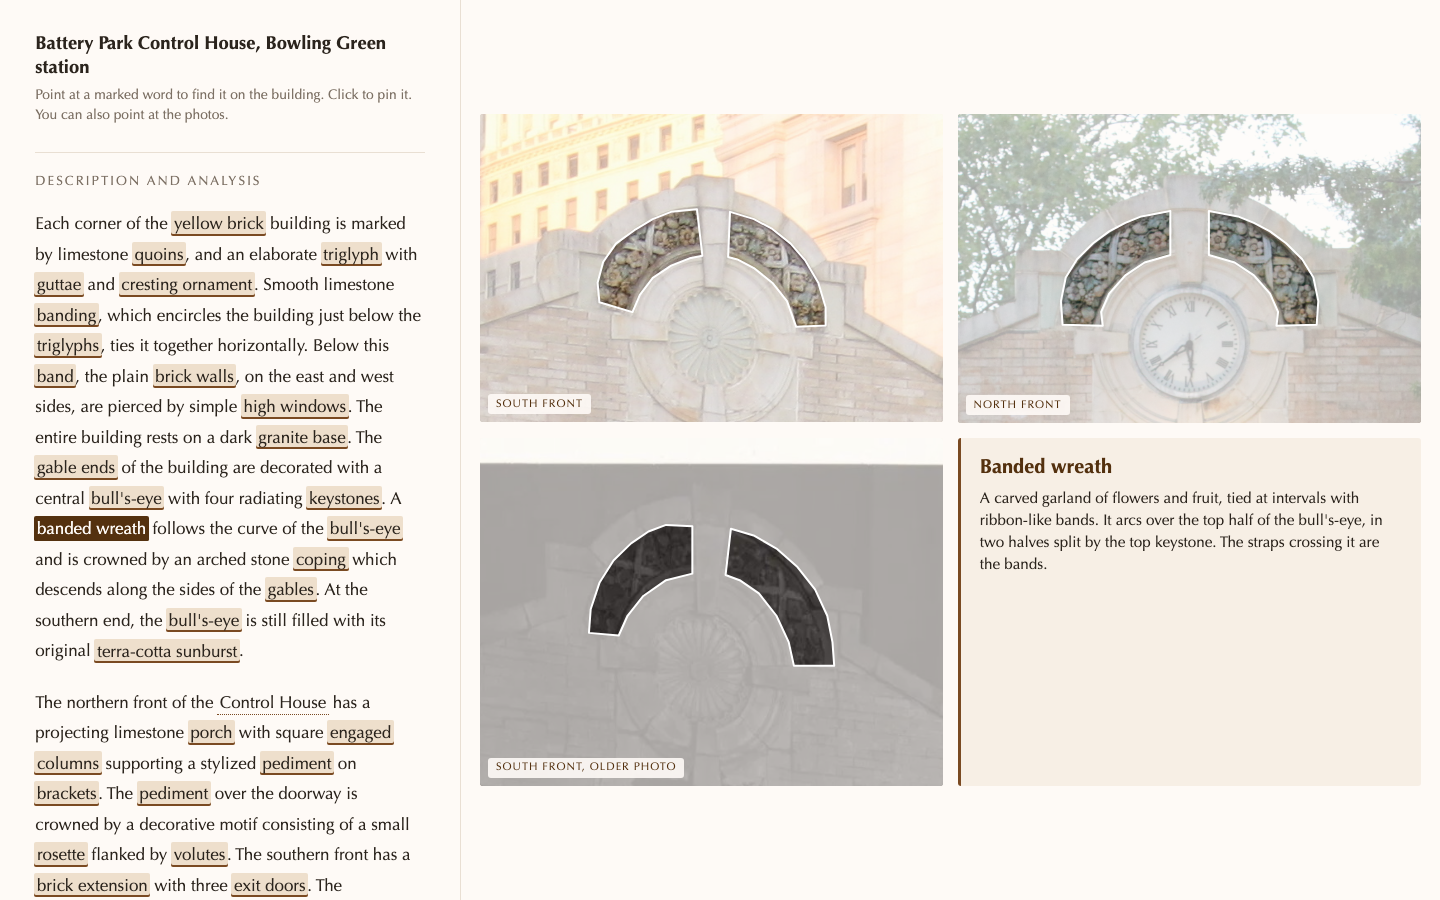 Battery Park Control House, Bowling Green
station
Point at a marked word to find it on the building. Click to pin it.
You can also point at the photos.
DESCRIPTION AND ANALYSIS
Each corner of the yellow brick building is marked
by limestone quoins, and an elaborate triglyph with
guttae and cresting ornament. Smooth limestone
banding, which encircles the building just below the
triglyphs, ties it together horizontally. Below this
band, the plain brick walls, on the east and west
sides, are pierced by simple high windows. The
entire building rests on a dark granite base. The
gable ends of the building are decorated with a
central bull's-eye with four radiating keystones. A
banded wreath follows the curve of the bull's-eye
and is crowned by an arched stone coping which
descends along the sides of the gables. At the
southern end, the bull's-eye is still filled with its
original terra-cotta sunburst.
The northern front of the Control House has a
projecting limestone porch with square engaged
columns supporting a stylized pediment on
brackets. The pediment over the doorway is
crowned by a decorative motif consisting of a small
rosette flanked by volutes. The southern front has a
brick extension with three exit doors. The
SOUTH FRONT
NORTH FRONT
SOUTH FRONT, OLDER PHOTO
Banded wreath
A carved garland of flowers and fruit, tied at intervals with
ribbon-like bands. It arcs over the top half of the bull's-eye, in
two halves split by the top keystone. The straps crossing it are
the bands.